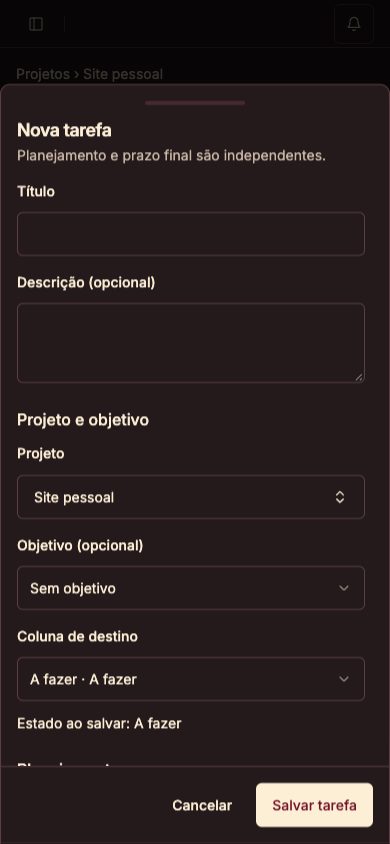 Projetos › Site pessoal
Nova tarefa
Planejamento e prazo final são independentes.
Título
Descrição (opcional)
Projeto e objetivo
Projeto
Site pessoal
Objetivo (opcional)
Sem objetivo
Coluna de destino
A fazer · A fazer
Estado ao salvar: A fazer
Cancelar
Salvar tarefa